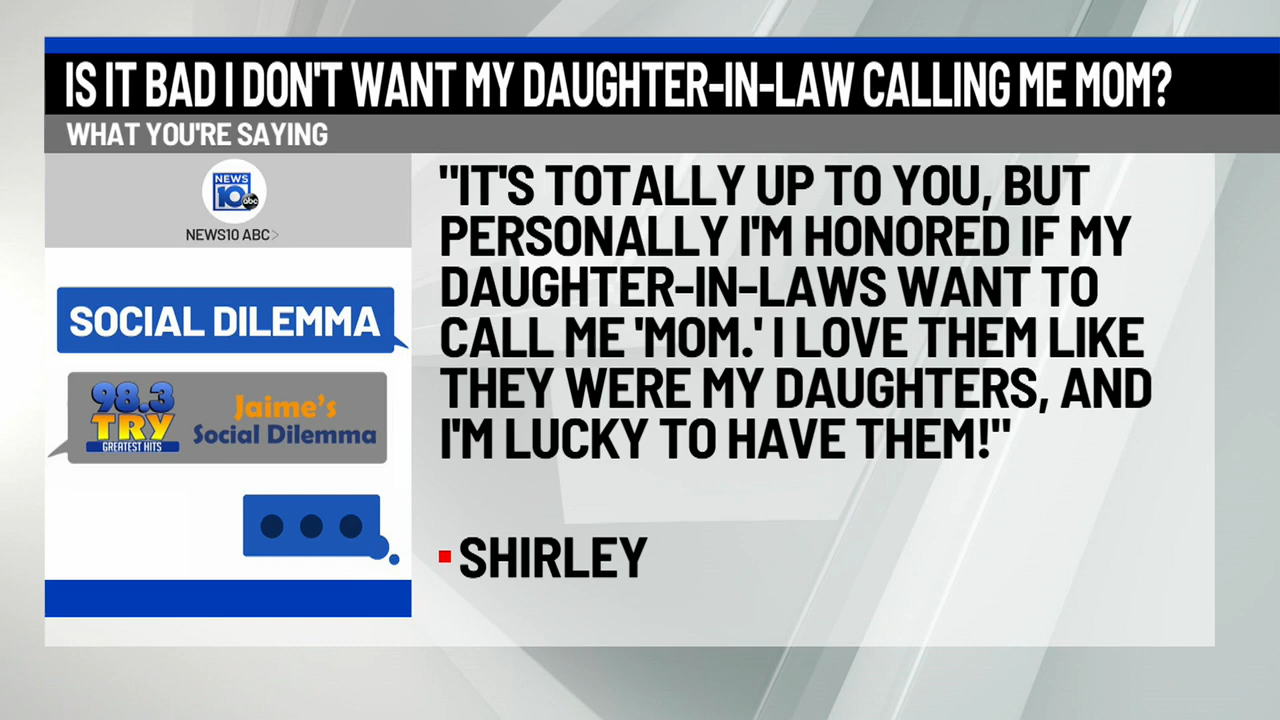 IS IT BAD I DON'T WANT MY DAUGHTER-IN-LAW CALLING ME MOM?
WHAT YOU'RE SAYING
NEWS
10
abc
NEWS10 ABC>
SOCIAL DILEMMA
98.3
TRY
GREATEST HITS
Jaime's
Social Dilemma
"IT'S TOTALLY UP TO YOU, BUT
PERSONALLY I'M HONORED IF MY
DAUGHTER-IN-LAWS WANT TO
CALL ME 'MOM.' I LOVE THEM LIKE
THEY WERE MY DAUGHTERS, AND
I'M LUCKY TO HAVE THEM!"
SHIRLEY